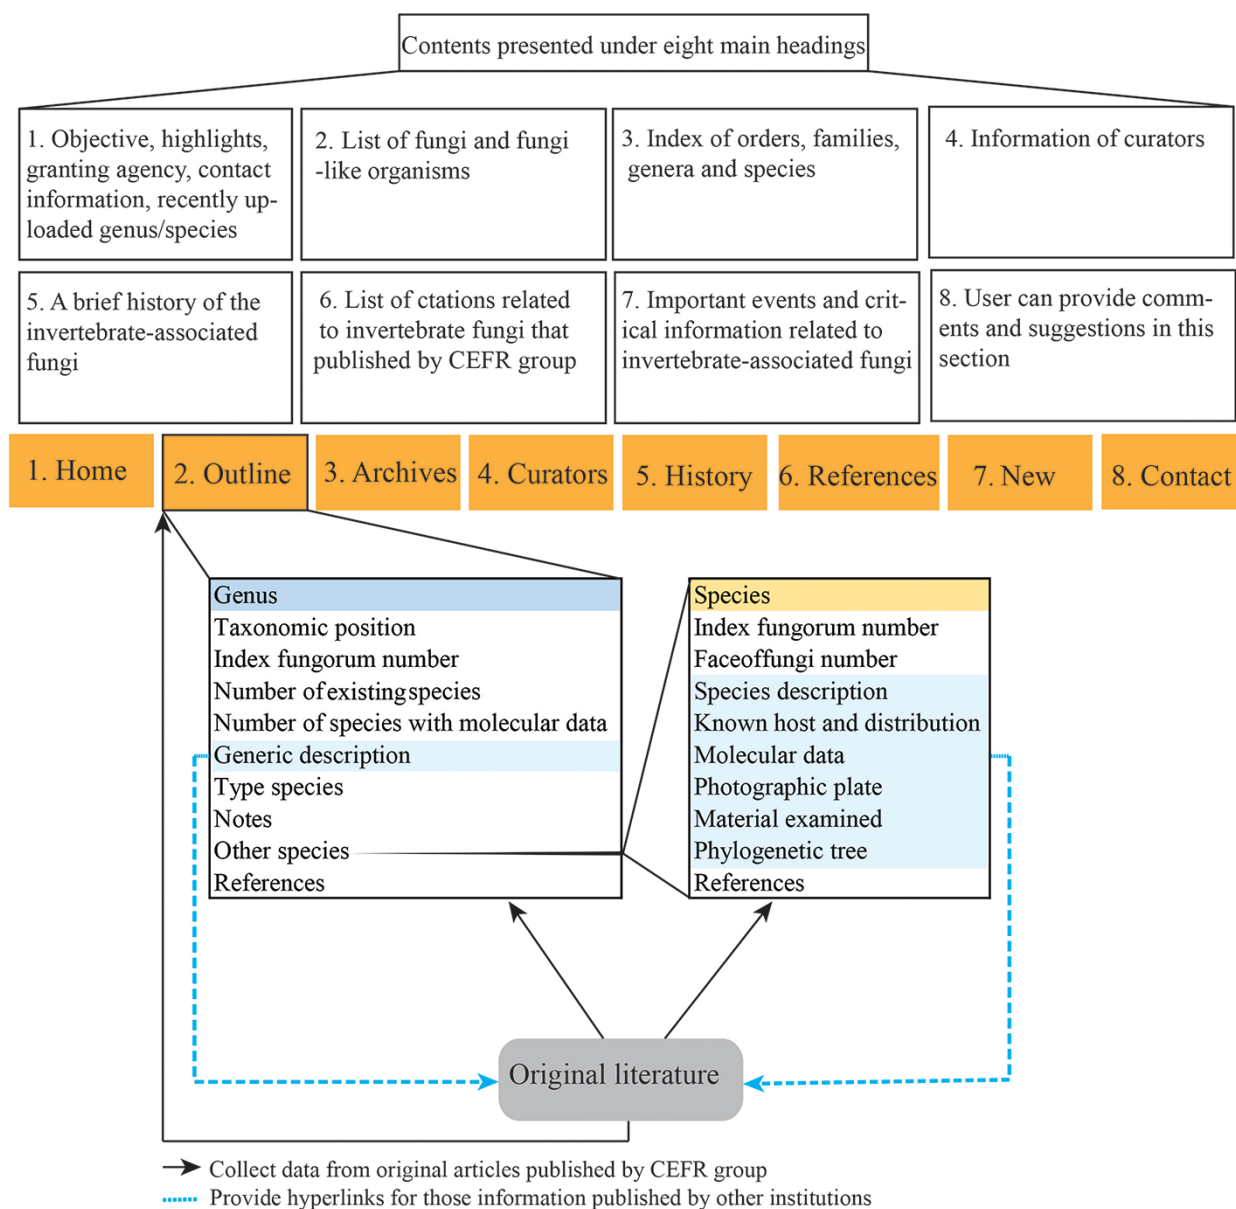 Contents presented under eight main headings
1. Objective, highlights,
granting agency, contact
information, recently up-
loaded genus/species
2. List of fungi and fungi
-like organisms
3. Index of orders, families,
genera and species
4. Information of curators
5. A brief history of the
invertebrate-associated
fungi
6. List of ctations related
to invertebrate fungi that
published by CEFR group
7. Important events and crit-
ical information related to
invertebrate-associated fungi
8. User can provide comm-
ents and suggestions in this
section
1. Home
2. Outline
3. Archives
4. Curators
5. History
6. References
7. New
8. Contact
Genus
Taxonomic position
Index fungorum number
Number of existing species
Number of species with molecular data
Generic description
Type species
Notes
Other species
References
Species
Index fungorum number
Faceoffungi number
Species description
Known host and distribution
Molecular data
Photographic plate
Material examined
Phylogenetic tree
References
Original literature
Collect data from original articles published by CEFR group
Provide hyperlinks for those information published by other institutions